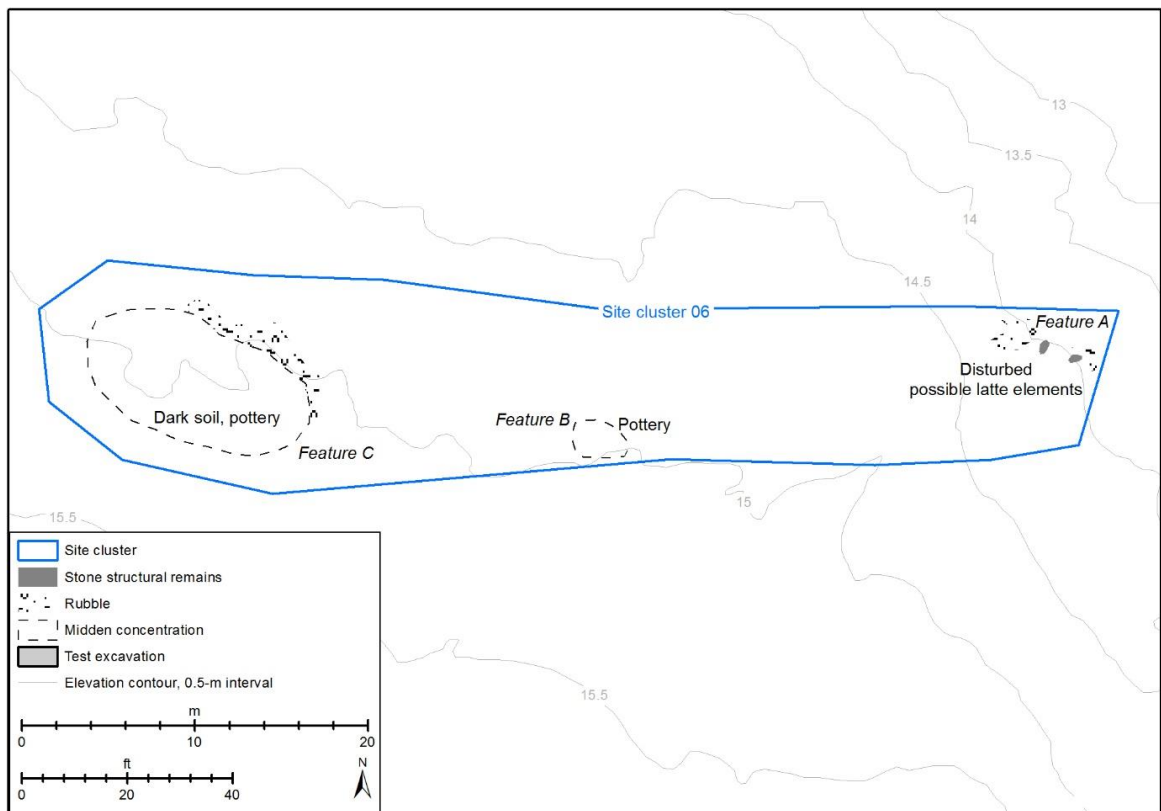 13
13.5
14
14.5
Site cluster 06
Feature A
Disturbed
possible latte elements
Dark soil, pottery
Feature B
Pottery
Feature C
15
15.5
15.5
Site cluster
Stone structural remains
Rubble
Midden concentration
Test excavation
Elevation contour, 0.5-m interval
m
0 10 20
ft
0 20 40
N